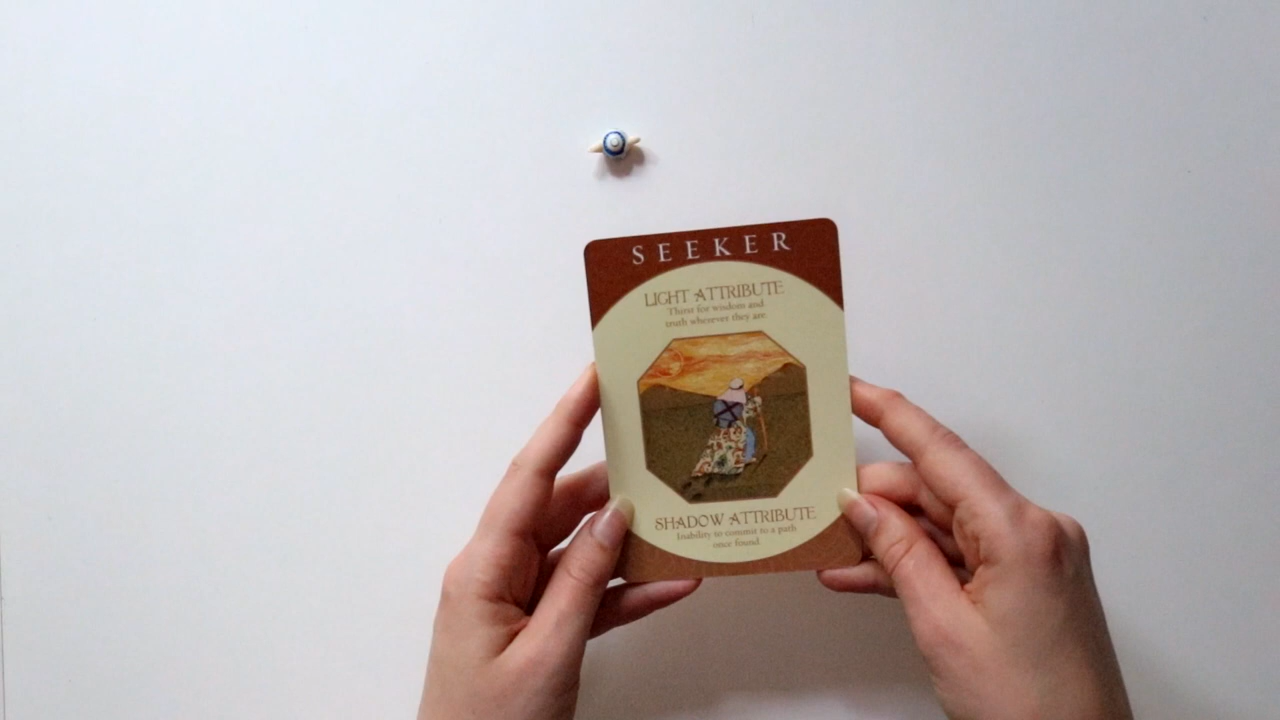 SEEKER
LIGHT ATTRIBUTE
Thirst for wisdom and
truth wherever they are
SHADOW ATTRIBUTE
Inability to commit to a path
once found